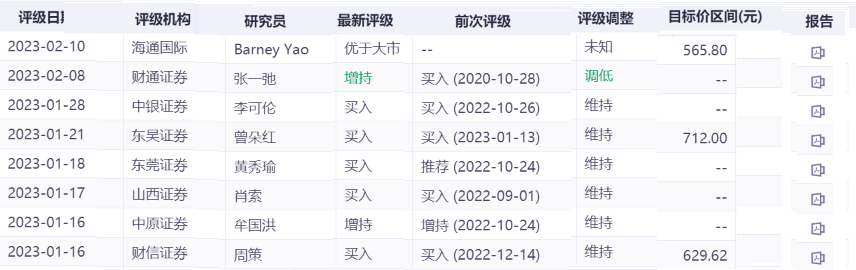 评级日期 评级机构 研究员 最新评级 前次评级 评级调整 目标价区间(元) 报告
2023-02-10 海通国际 Barney Yao 优于大市 -- 未知 565.80
2023-02-08 财通证券 张一弛 增持 买入 (2020-10-28) 调低 --
2023-01-28 中银证券 李可伦 买入 买入 (2022-10-26) 维持 --
2023-01-21 东吴证券 曾朵红 买入 买入 (2023-01-13) 维持 712.00
2023-01-18 东莞证券 黄秀瑜 买入 推荐 (2022-10-24) 维持 --
2023-01-17 山西证券 肖索 买入 买入 (2022-09-01) 维持 --
2023-01-16 中原证券 牟国洪 增持 增持 (2022-10-24) 维持 --
2023-01-16 财信证券 周策 买入 买入 (2022-12-14) 维持 629.62